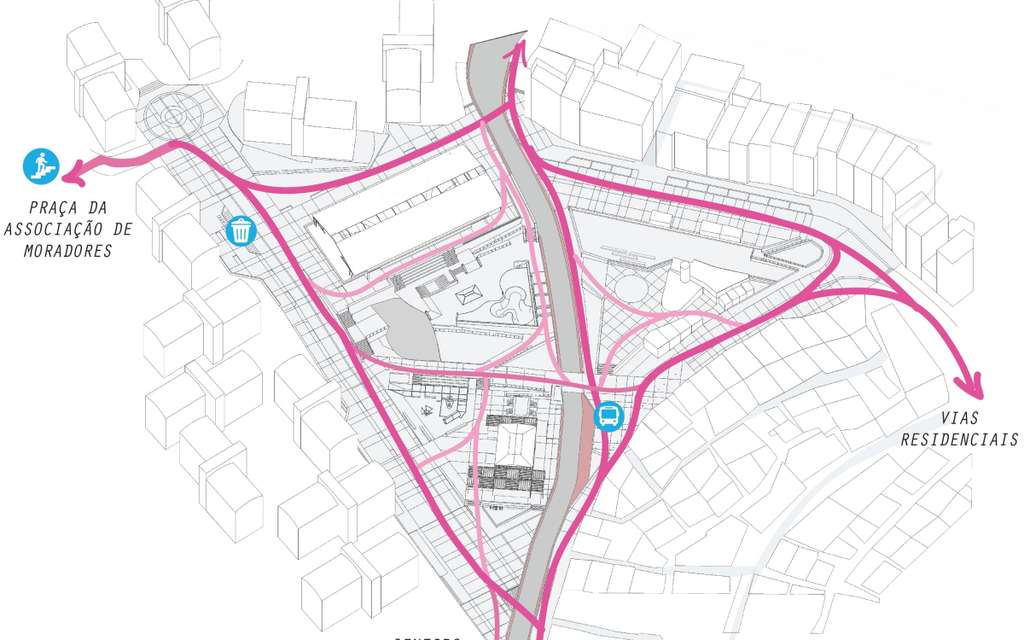 PRAÇA DA
ASSOCIAÇÃO DE
MORADORES
VIAS
RESIDENCIAIS